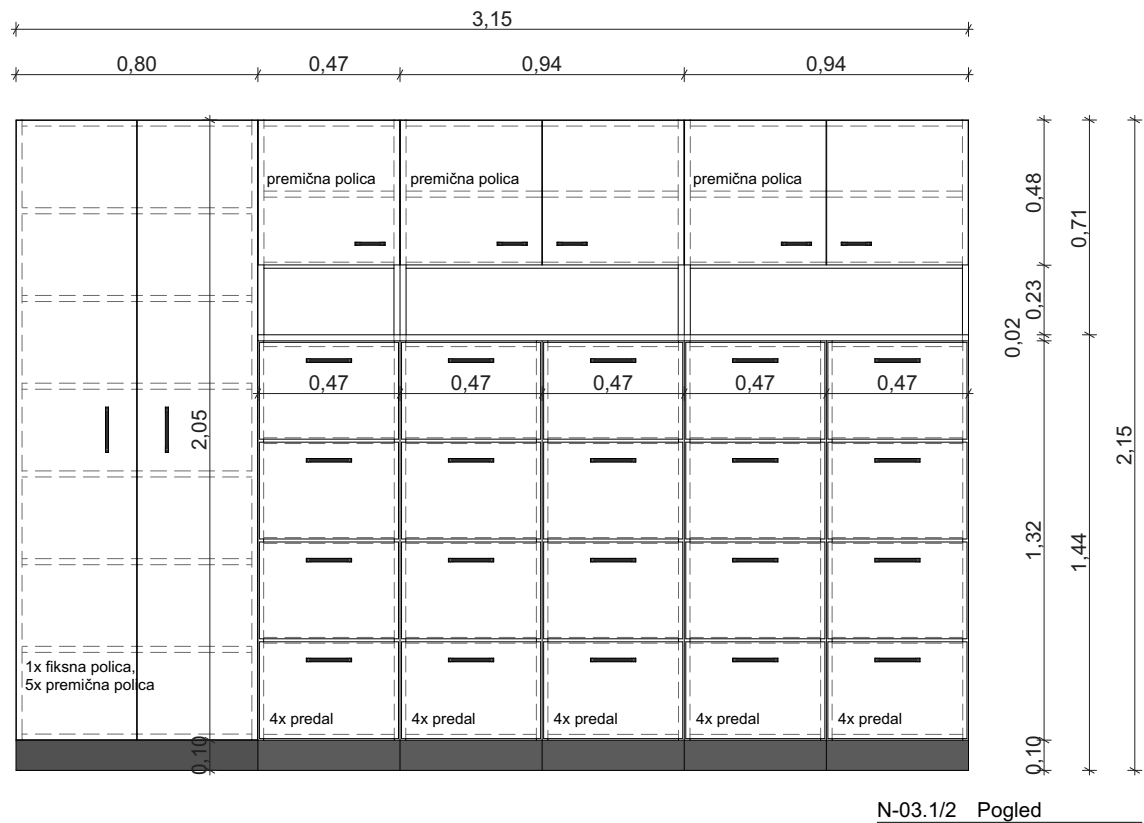 3,15
0,80
0,47
0,94
0,94
premična polica
premična polica
premična polica
0,48
0,71
0,23
0,02
0,47
0,47
0,47
0,47
0,47
2,05
2,15
1,32
1,44
1x fiksna polica,
5x premična polica
4x predal
4x predal
4x predal
4x predal
4x predal
0,10
0,10
N-03.1/2 Pogled